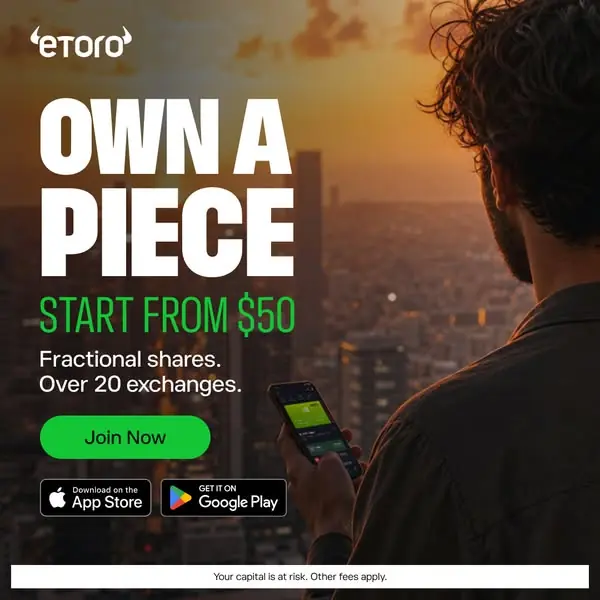 etoro
OWN A
PIECE
START FROM $50
Fractional shares.
Over 20 exchanges.
Join Now
Download on the
App Store
GET IT ON
Google Play
Your capital is at risk. Other fees apply.